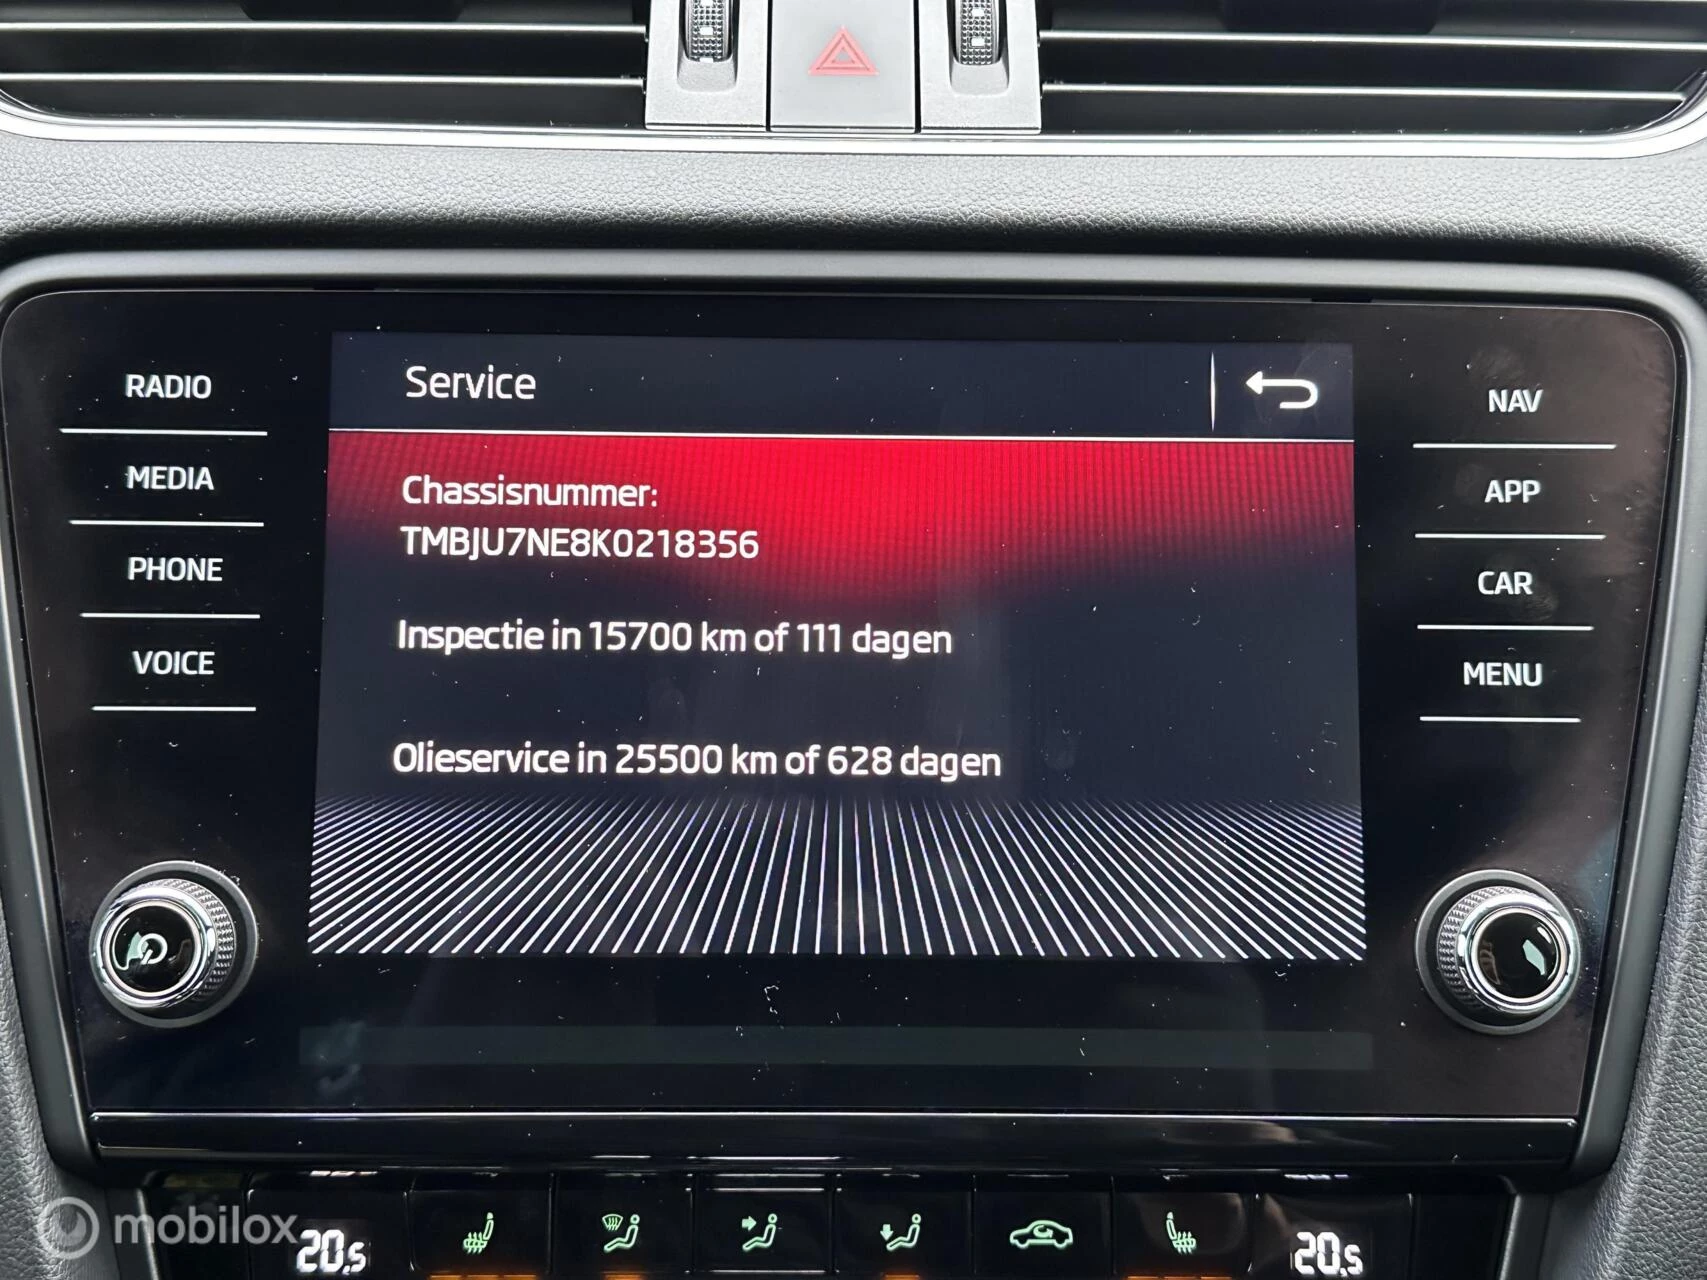 Service
RADIO
MEDIA
PHONE
VOICE
Chassisnummer:
TMBJU7NE8K0218356
Inspectie in 15700 km of 111 dagen
Olieservice in 25500 km of 628 dagen
NAV
APP
CAR
MENU
mobilox
20,5
20,5